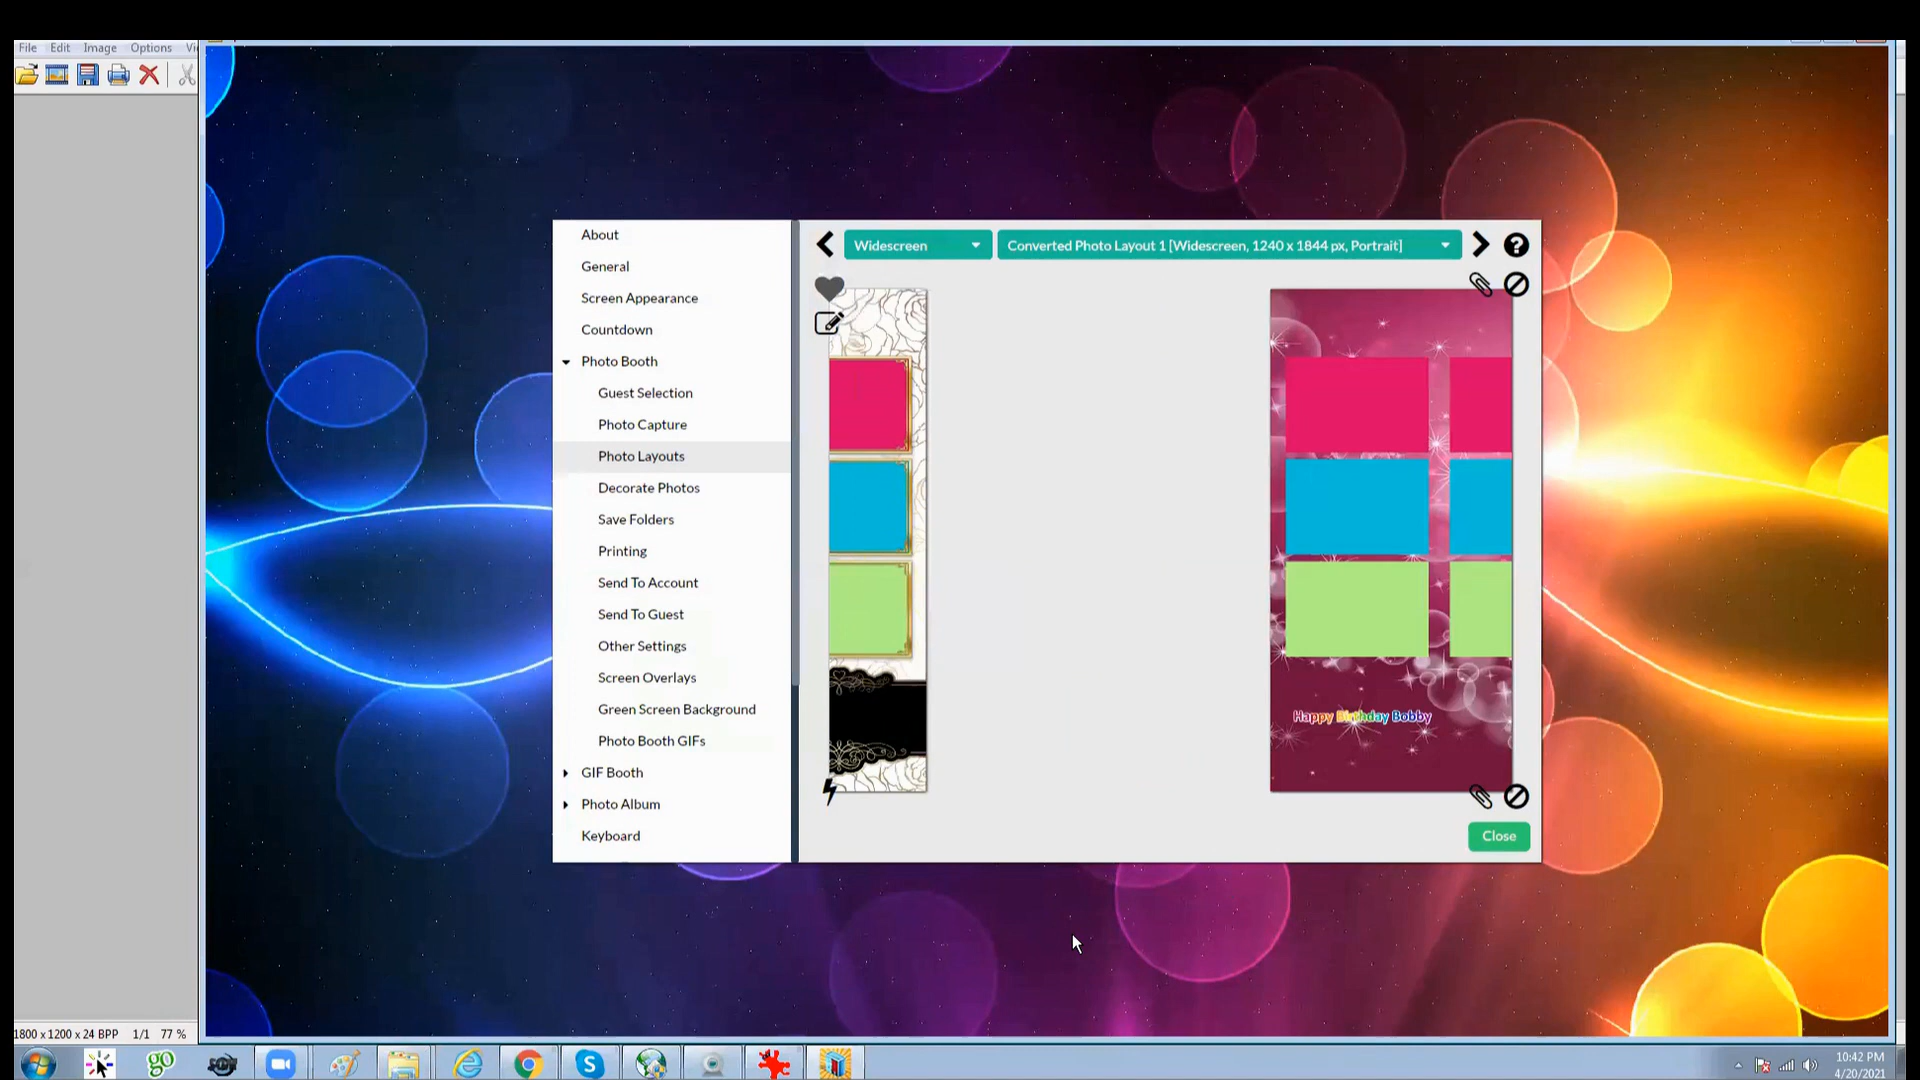 File Edit Image Options
About
General
Screen Appearance
Countdown
Photo Booth
Guest Selection
Photo Capture
Photo Layouts
Decorate Photos
Save Folders
Printing
Send To Account
Send To Guest
Other Settings
Screen Overlays
Green Screen Background
Photo Booth GIFs
GIF Booth
Photo Album
Keyboard
Widescreen
Converted Photo Layout 1 [Widescreen, 1240 x 1844 px, Portrait]
?
Happy Birthday Bobby
Close
1800 x 1200 x 24 BPP 1/1 77 %
go
S
10:42 PM
4/20/2021